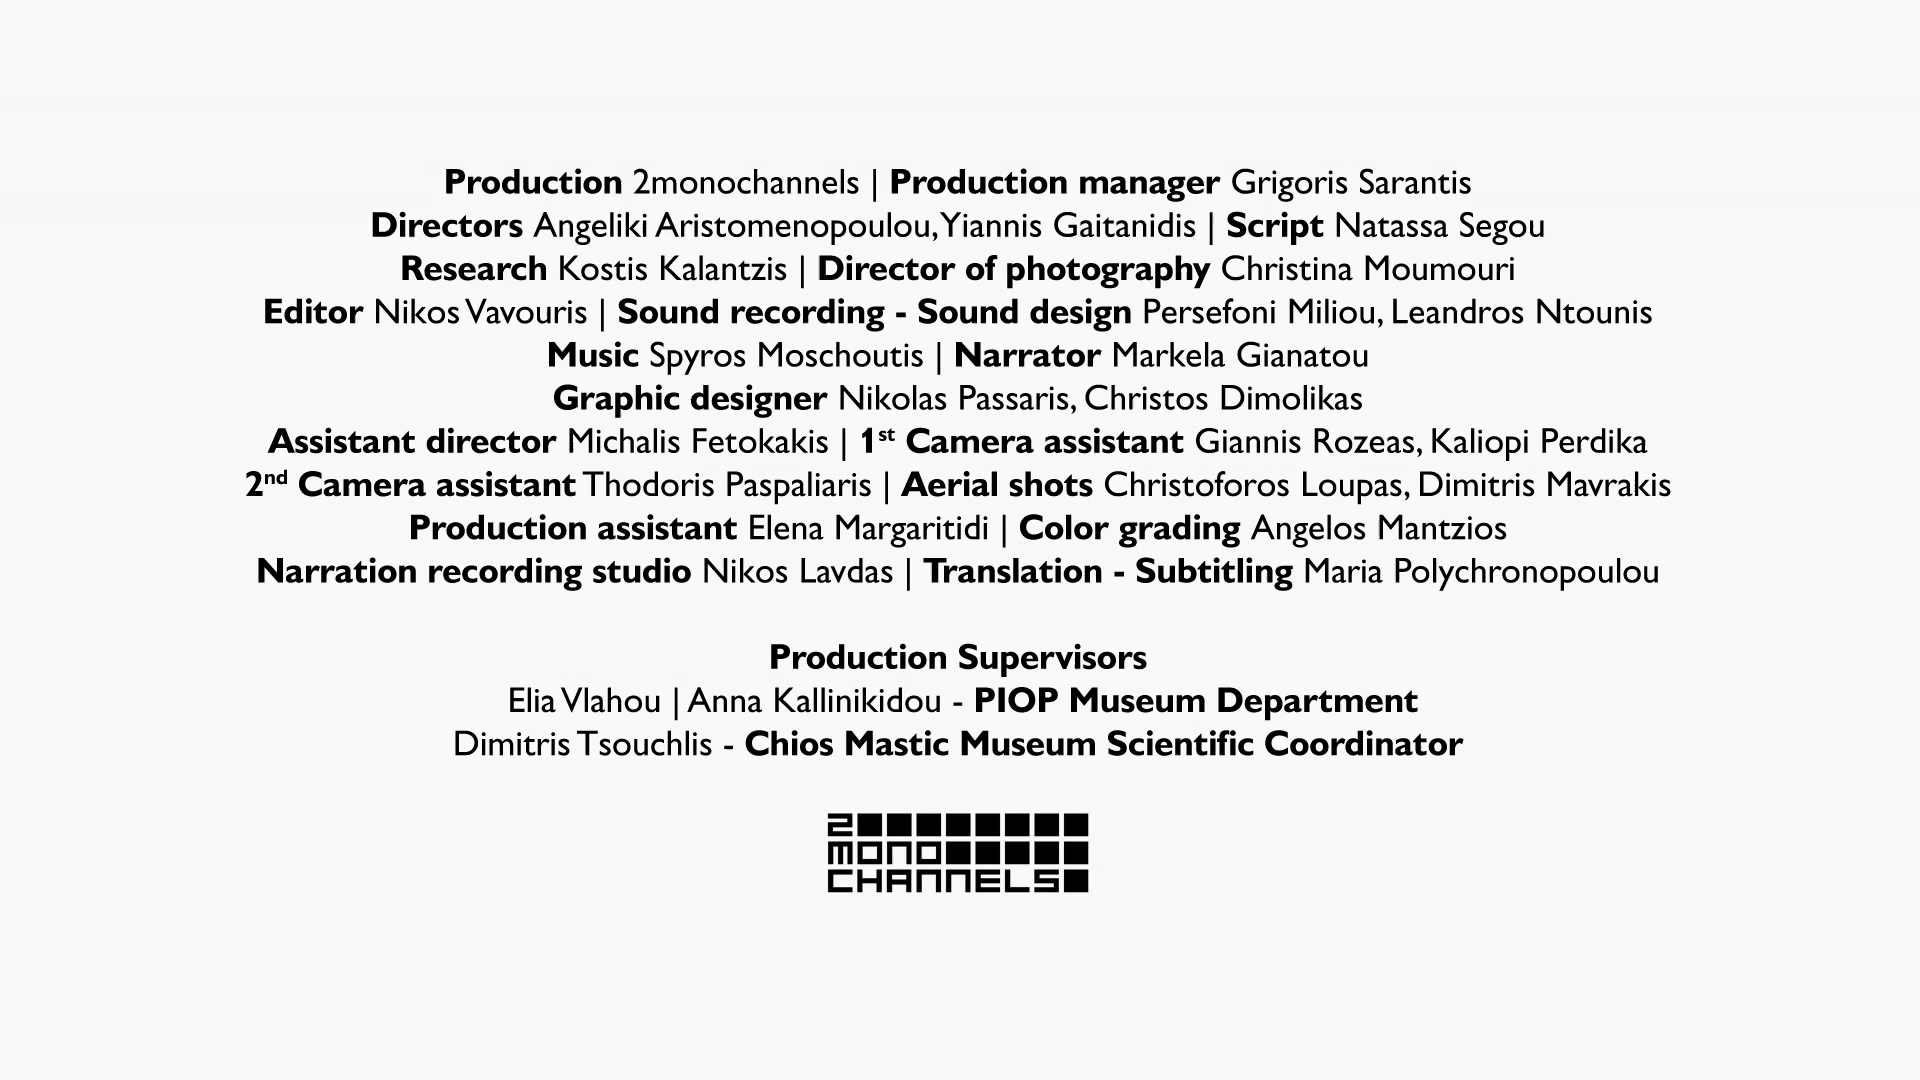 Production 2monochannels | Production manager Grigoris Sarantis
Directors Angeliki Aristomenopoulou, Yiannis Gaitanidis | Script Natassa Segou
Research Kostis Kalantzis | Director of photography Christina Moumouri
Editor Nikos Vavouris | Sound recording - Sound design Persefoni Miliou, Leandros Ntounis
Music Spyros Moschoutis | Narrator Markela Gianatou
Graphic designer Nikolas Passaris, Christos Dimolikas
Assistant director Michalis Fetokakis | 1st Camera assistant Giannis Rozeas, Kaliopi Perdika
2nd Camera assistant Thodoris Paspaliaris | Aerial shots Christoforos Loupas, Dimitris Mavrakis
Production assistant Elena Margaritidi | Color grading Angelos Mantzios
Narration recording studio Nikos Lavdas | Translation - Subtitling Maria Polychronopoulou
Production Supervisors
Elia Vlahou | Anna Kallinikidou - PIOP Museum Department
Dimitris Tsouchlis - Chios Mastic Museum Scientific Coordinator
2
MONO
CHANNELS